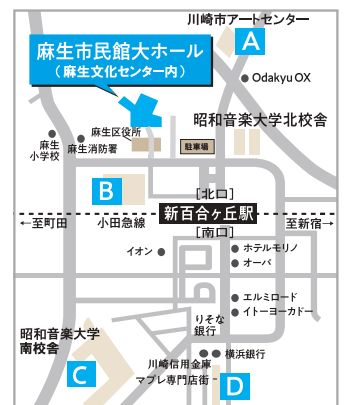 川崎市アートセンター
A
麻生市民館大ホール
(麻生文化センター内)
Odakyu OX
昭和音楽大学北校舎
麻生区役所
麻生
小学校
麻生消防署
駐車場
B
[北口]
新百合ヶ丘駅
[南口]
←至町田
小田急線
至新宿→
イオン
ホテルモリノ
オーパ
エルミロード
イトーヨーカドー
りそな
銀行
昭和音楽大学
南校舎
横浜銀行
川崎信用金庫
マプレ専門店街
C
D